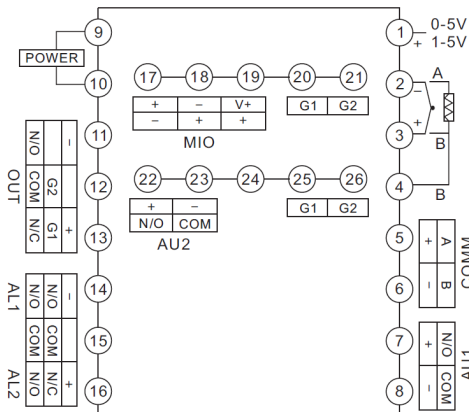 9
POWER
10
1
0-5V
+ 1-5V
2
−
A
3
+
B
4
B
17 18 19 20 21
+ − V+
− + +
MIO
G1 G2
22 23 24 25 26
+ −
N/O COM
AU2
G1 G2
11
12
13
− +
G2 G1
N/O COM N/C
OUT
14
15
16
− +
N/O COM N/C
N/O COM N/O
AL1 AL2
5
6
COMM
A B
+ −
7
8
AU1
N/O COM
+ −